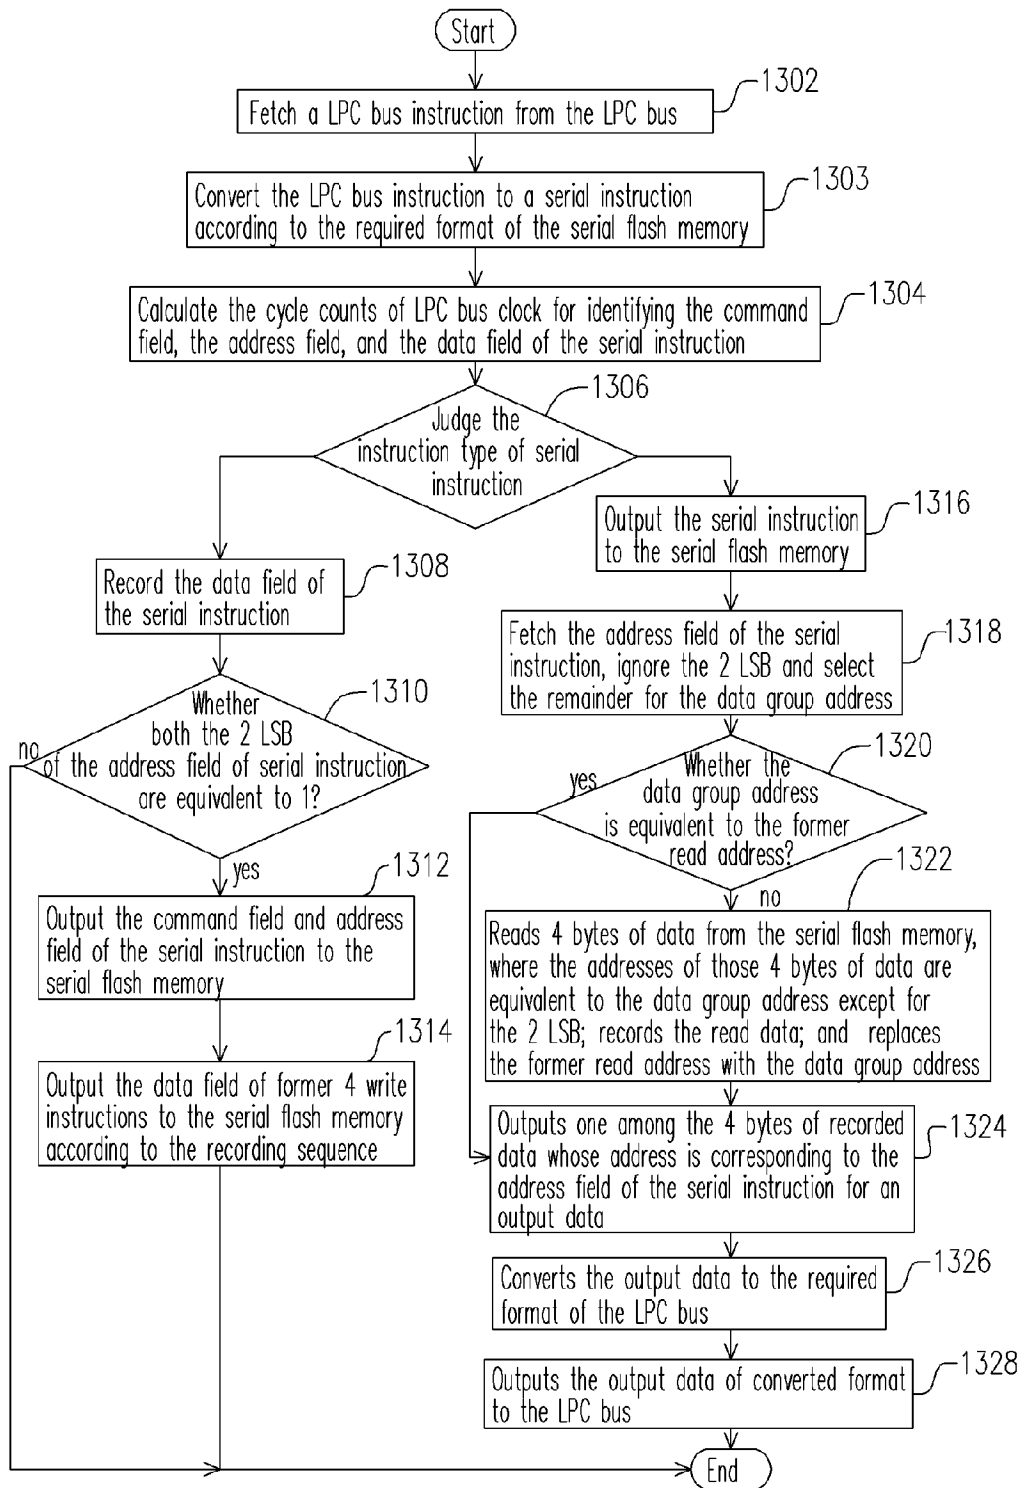 Start
1302
Fetch a LPC bus instruction from the LPC bus
1303
Convert the LPC bus instruction to a serial instruction
according to the required format of the serial flash memory
1304
Calculate the cycle counts of LPC bus clock for identifying the command
field, the address field, and the data field of the serial instruction
1306
Judge the
instruction type of serial
instruction
1308
Record the data field of
the serial instruction
1310
Whether
both the 2 LSB
of the address field of serial instruction
are equivalent to 1?
no
yes
1312
Output the command field and address
field of the serial instruction to the
serial flash memory
1314
Output the data field of former 4 write
instructions to the serial flash memory
according to the recording sequence
1316
Output the serial instruction
to the serial flash memory
1318
Fetch the address field of the serial
instruction, ignore the 2 LSB and select
the remainder for the data group address
1320
Whether the
data group address
is equivalent to the former
read address?
yes
no
1322
Reads 4 bytes of data from the serial flash memory,
where the addresses of those 4 bytes of data are
equivalent to the data group address except for
the 2 LSB; records the read data; and replaces
the former read address with the data group address
1324
Outputs one among the 4 bytes of recorded
data whose address is corresponding to the
address field of the serial instruction for an
output data
1326
Converts the output data to the required
format of the LPC bus
1328
Outputs the output data of converted format
to the LPC bus
End